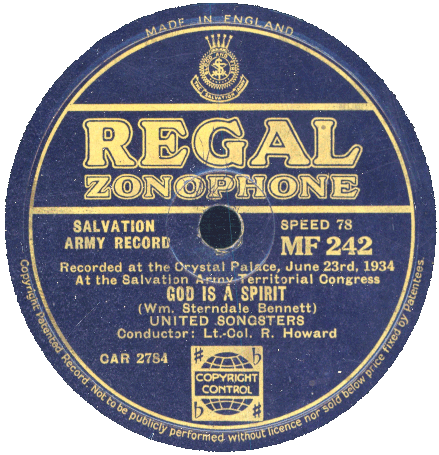 MADE IN ENGLAND
REGAL
ZONOPHONE
SALVATION
ARMY RECORD
SPEED 78
MF 242
Recorded at the Crystal Palace, June 23rd, 1934
At the Salvation Army Territorial Congress
GOD IS A SPIRIT
(Wm. Sterndale Bennett)
UNITED SONGSTERS
Conductor: Lt.-Col. R. Howard
CAR 2784
COPYRIGHT
CONTROL
Copyright Patented Record. Not to be publicly performed without licence nor sold below price fixed by Patentees.